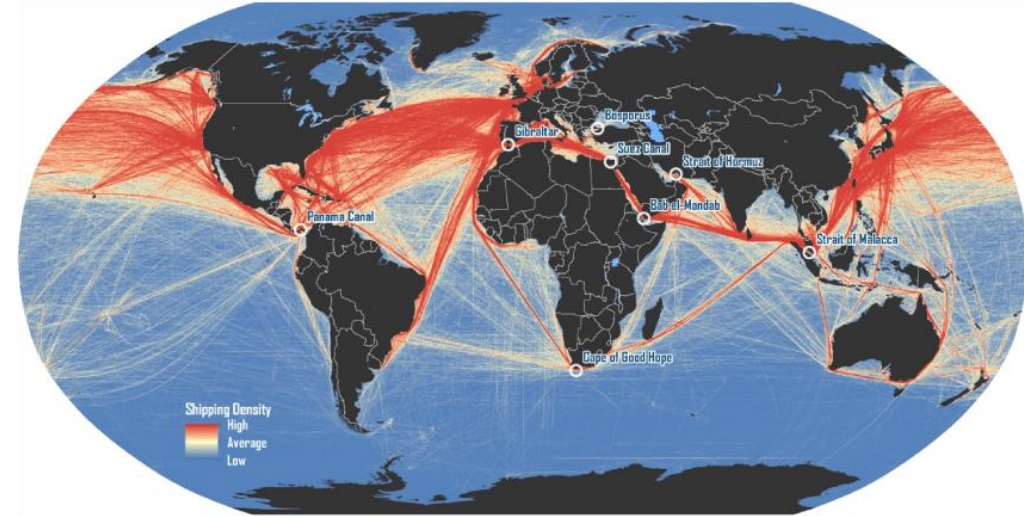 Bosporus
Gibraltar
Suez Canal
Strait of Hormuz
Bab el-Mandab
Panama Canal
Strait of Malacca
Cape of Good Hope
Shipping Density
High
Average
Low